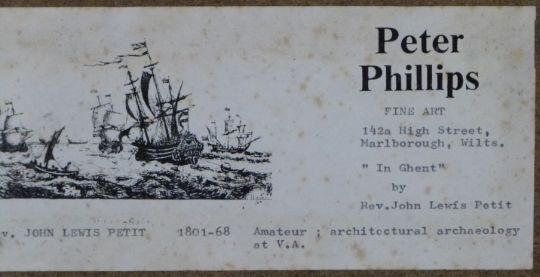 Peter
Phillips
FINE ART
142a High Street,
Marlborough, Wilts.
" In Ghent"
by
Rev.John Lewis Petit
v. JOHN LEWIS PETIT 1801-68 Amateur ; architectural archaeology
at V.A.